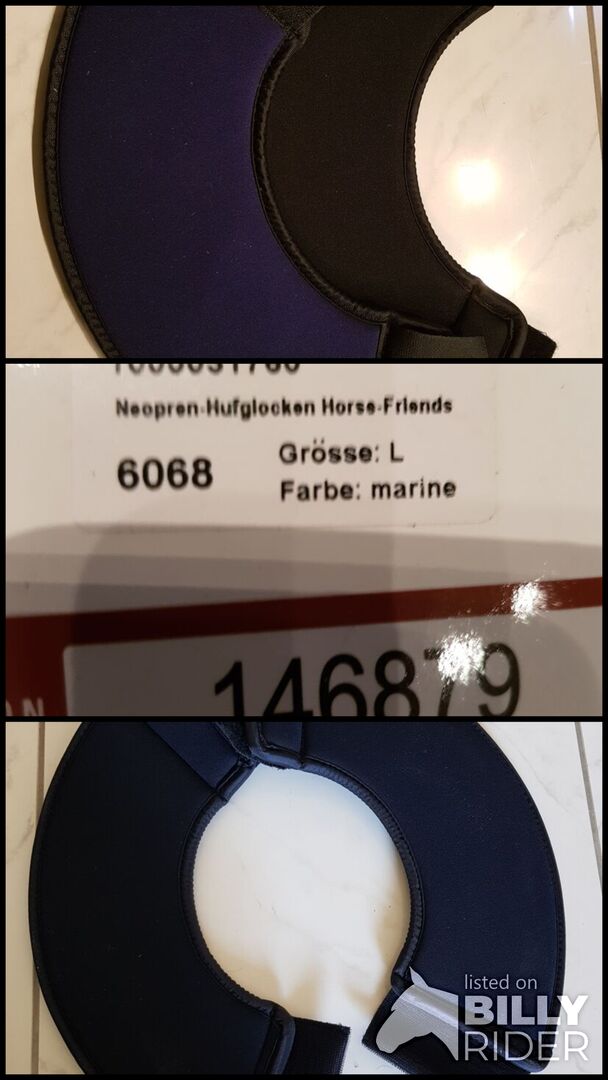 Neopren-Hufglocken Horse-Friends
6068
Grösse: L
Farbe: marine
146879
listed on
BILLY
RIDER